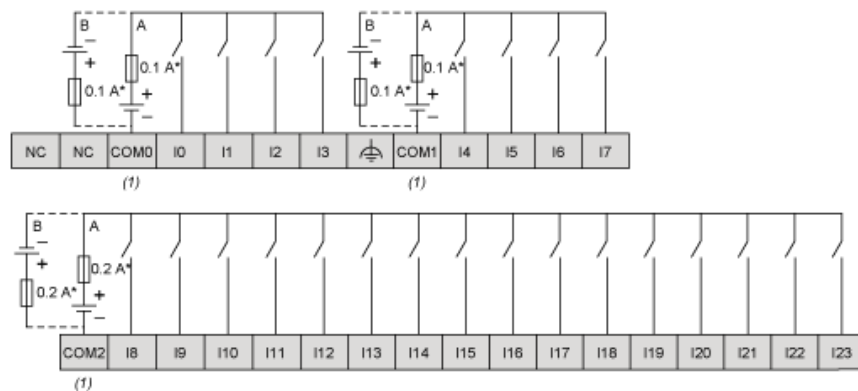 B A B A
− −
+ 0.1 A* + 0.1 A*
0.1 A* + 0.1 A* +
− −
NC NC COM0 I0 I1 I2 I3 COM1 I4 I5 I6 I7
(1) (1)
B A
−
+ 0.2 A*
0.2 A* +
−
COM2 I8 I9 I10 I11 I12 I13 I14 I15 I16 I17 I18 I19 I20 I21 I22 I23
(1)